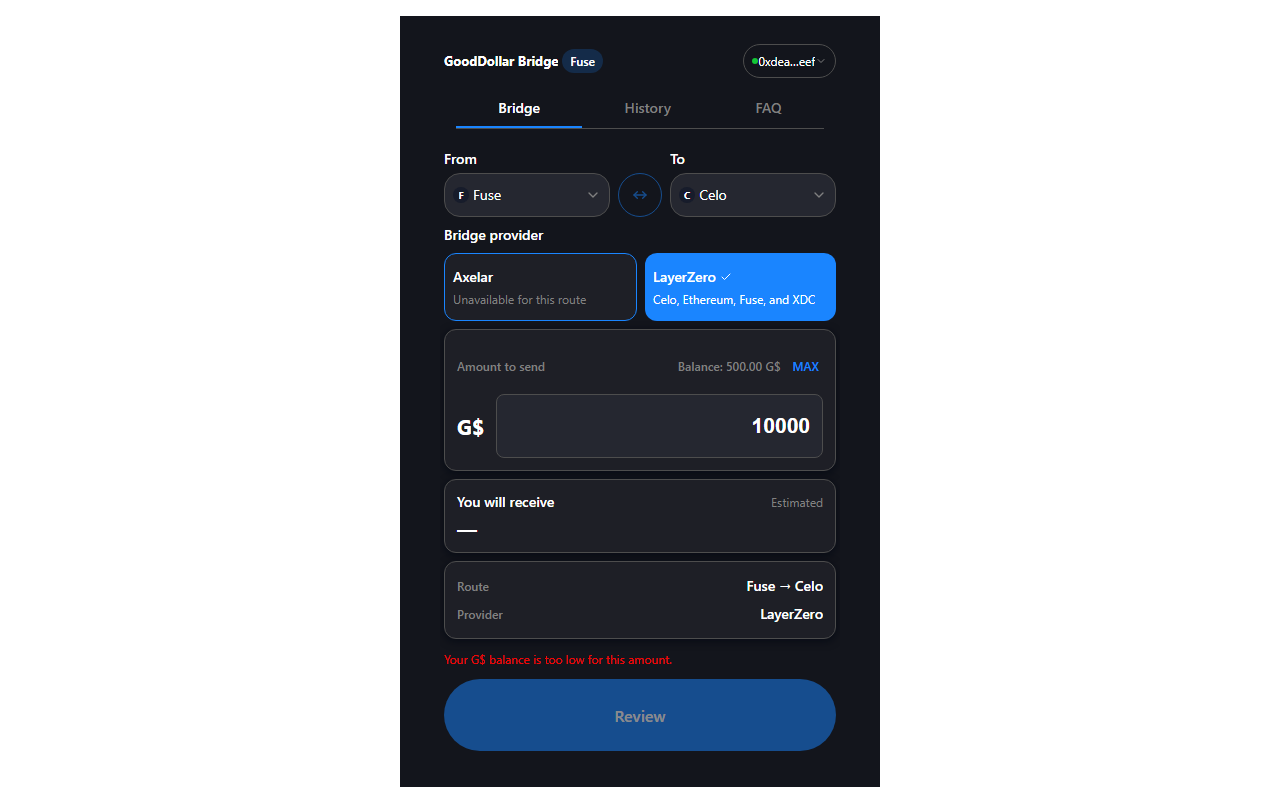 GoodDollar Bridge Fuse 0xdea...eef
Bridge History FAQ
From To
F Fuse C Celo
Bridge provider
Axelar LayerZero ✓
Unavailable for this route Celo, Ethereum, Fuse, and XDC
Amount to send Balance: 500.00 G$ MAX
G$ 10000
You will receive Estimated
—
Route Fuse → Celo
Provider LayerZero
Your G$ balance is too low for this amount.
Review